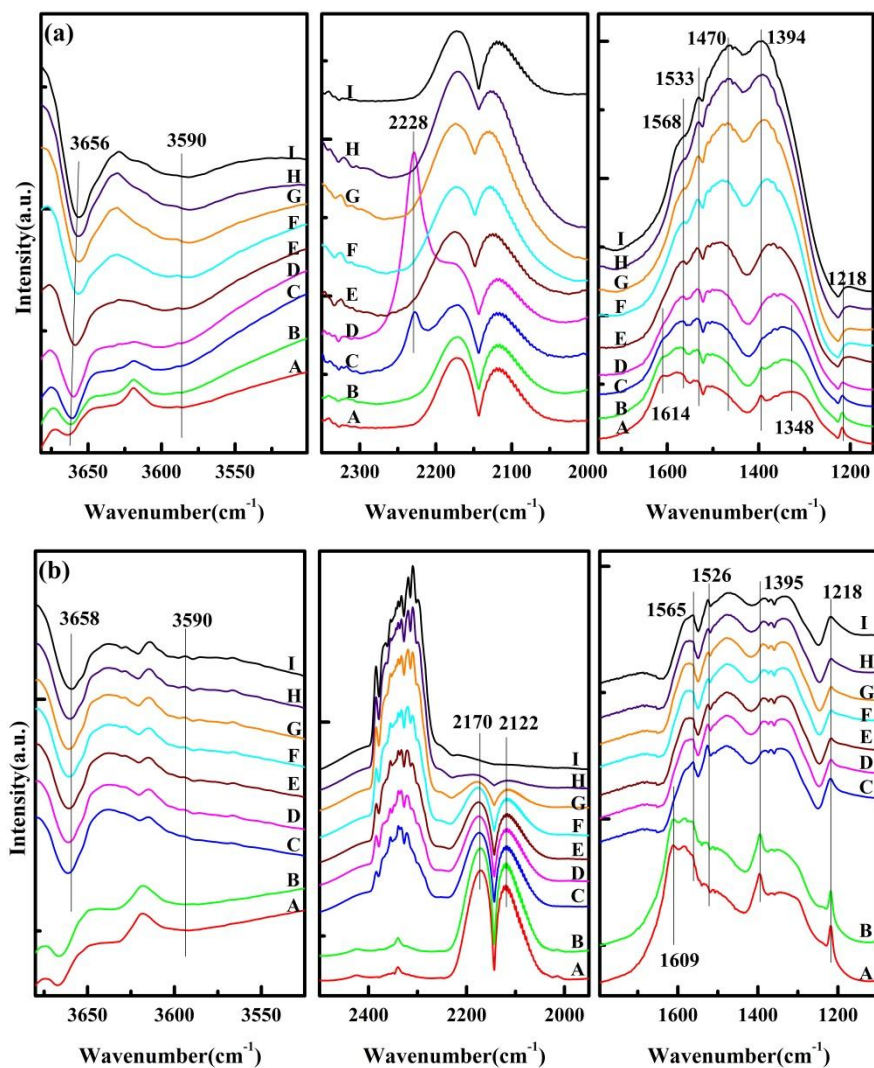 (a)
3656
3590
I
H
G
F
E
D
C
B
A
3650 3600 3550
Wavenumber(cm⁻¹)
2228
I
H
G
F
E
D
C
B
A
2300 2200 2100 2000
Wavenumber(cm⁻¹)
1470 1394
1533
1568
I
H
G
F
E
D
C
B
A
1218
1614 1348
1600 1400 1200
Wavenumber(cm⁻¹)
Intensity(a.u.)
(b)
3658 3590
I
H
G
F
E
D
C
B
A
3650 3600 3550
Wavenumber(cm⁻¹)
2170 2122
I
H
G
F
E
D
C
B
A
2400 2200 2000
Wavenumber(cm⁻¹)
1526
1565 1395 1218
I
H
G
F
E
D
C
B
A
1609
1600 1400 1200
Wavenumber(cm⁻¹)
Intensity(a.u.)